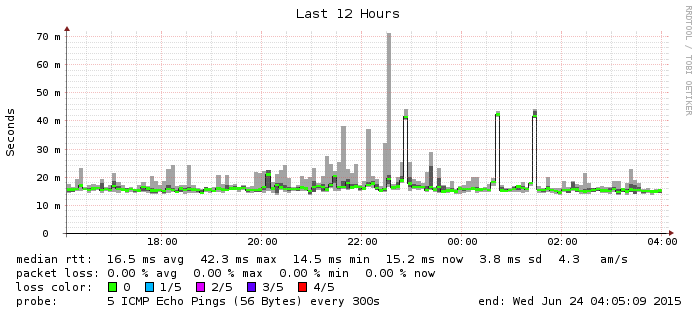 Last 12 Hours
RRDTOOL / TOBI OETIKER
Seconds
70 m
60 m
50 m
40 m
30 m
20 m
10 m
0
18:00 20:00 22:00 00:00 02:00 04:00
median rtt: 16.5 ms avg 42.3 ms max 14.5 ms min 15.2 ms now 3.8 ms sd 4.3 am/s
packet loss: 0.00 % avg 0.00 % max 0.00 % min 0.00 % now
loss color: 0 1/5 2/5 3/5 4/5
probe: 5 ICMP Echo Pings (56 Bytes) every 300s end: Wed Jun 24 04:05:09 2015